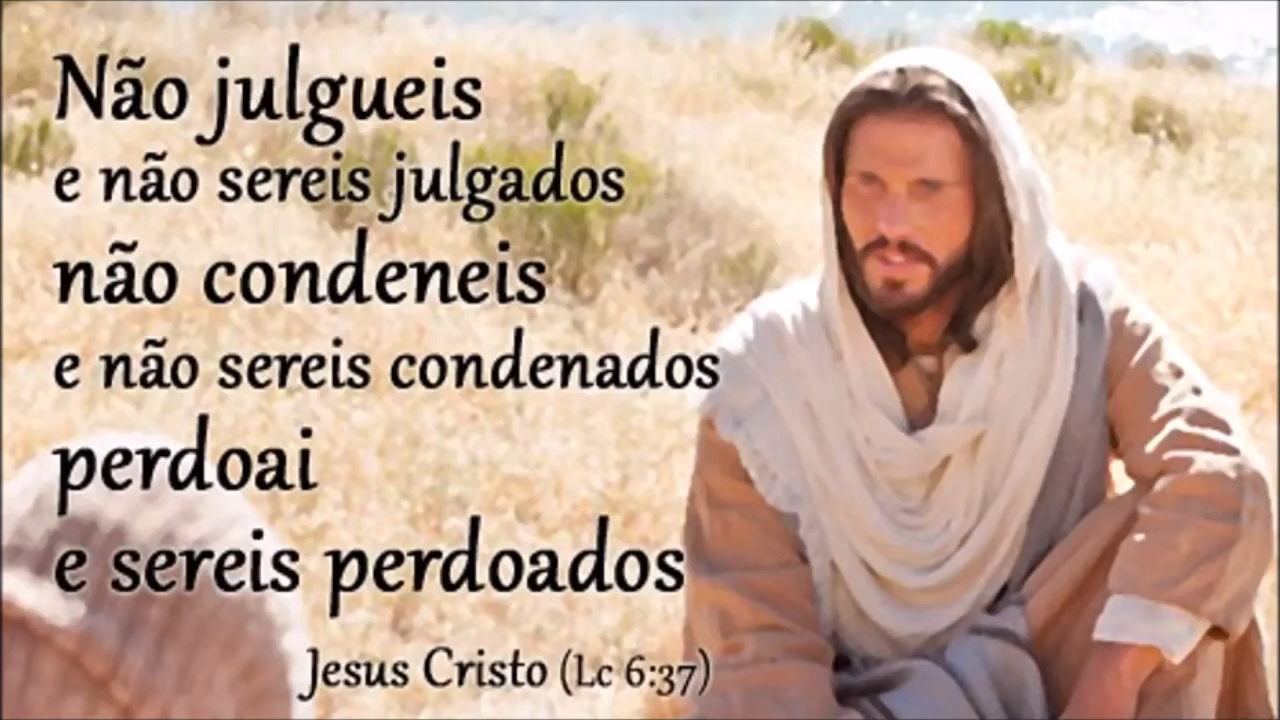 Não julgueis
e não sereis julgados
não condeneis
e não sereis condenados
perdoai
e sereis perdoados
Jesus Cristo (Lc 6:37)